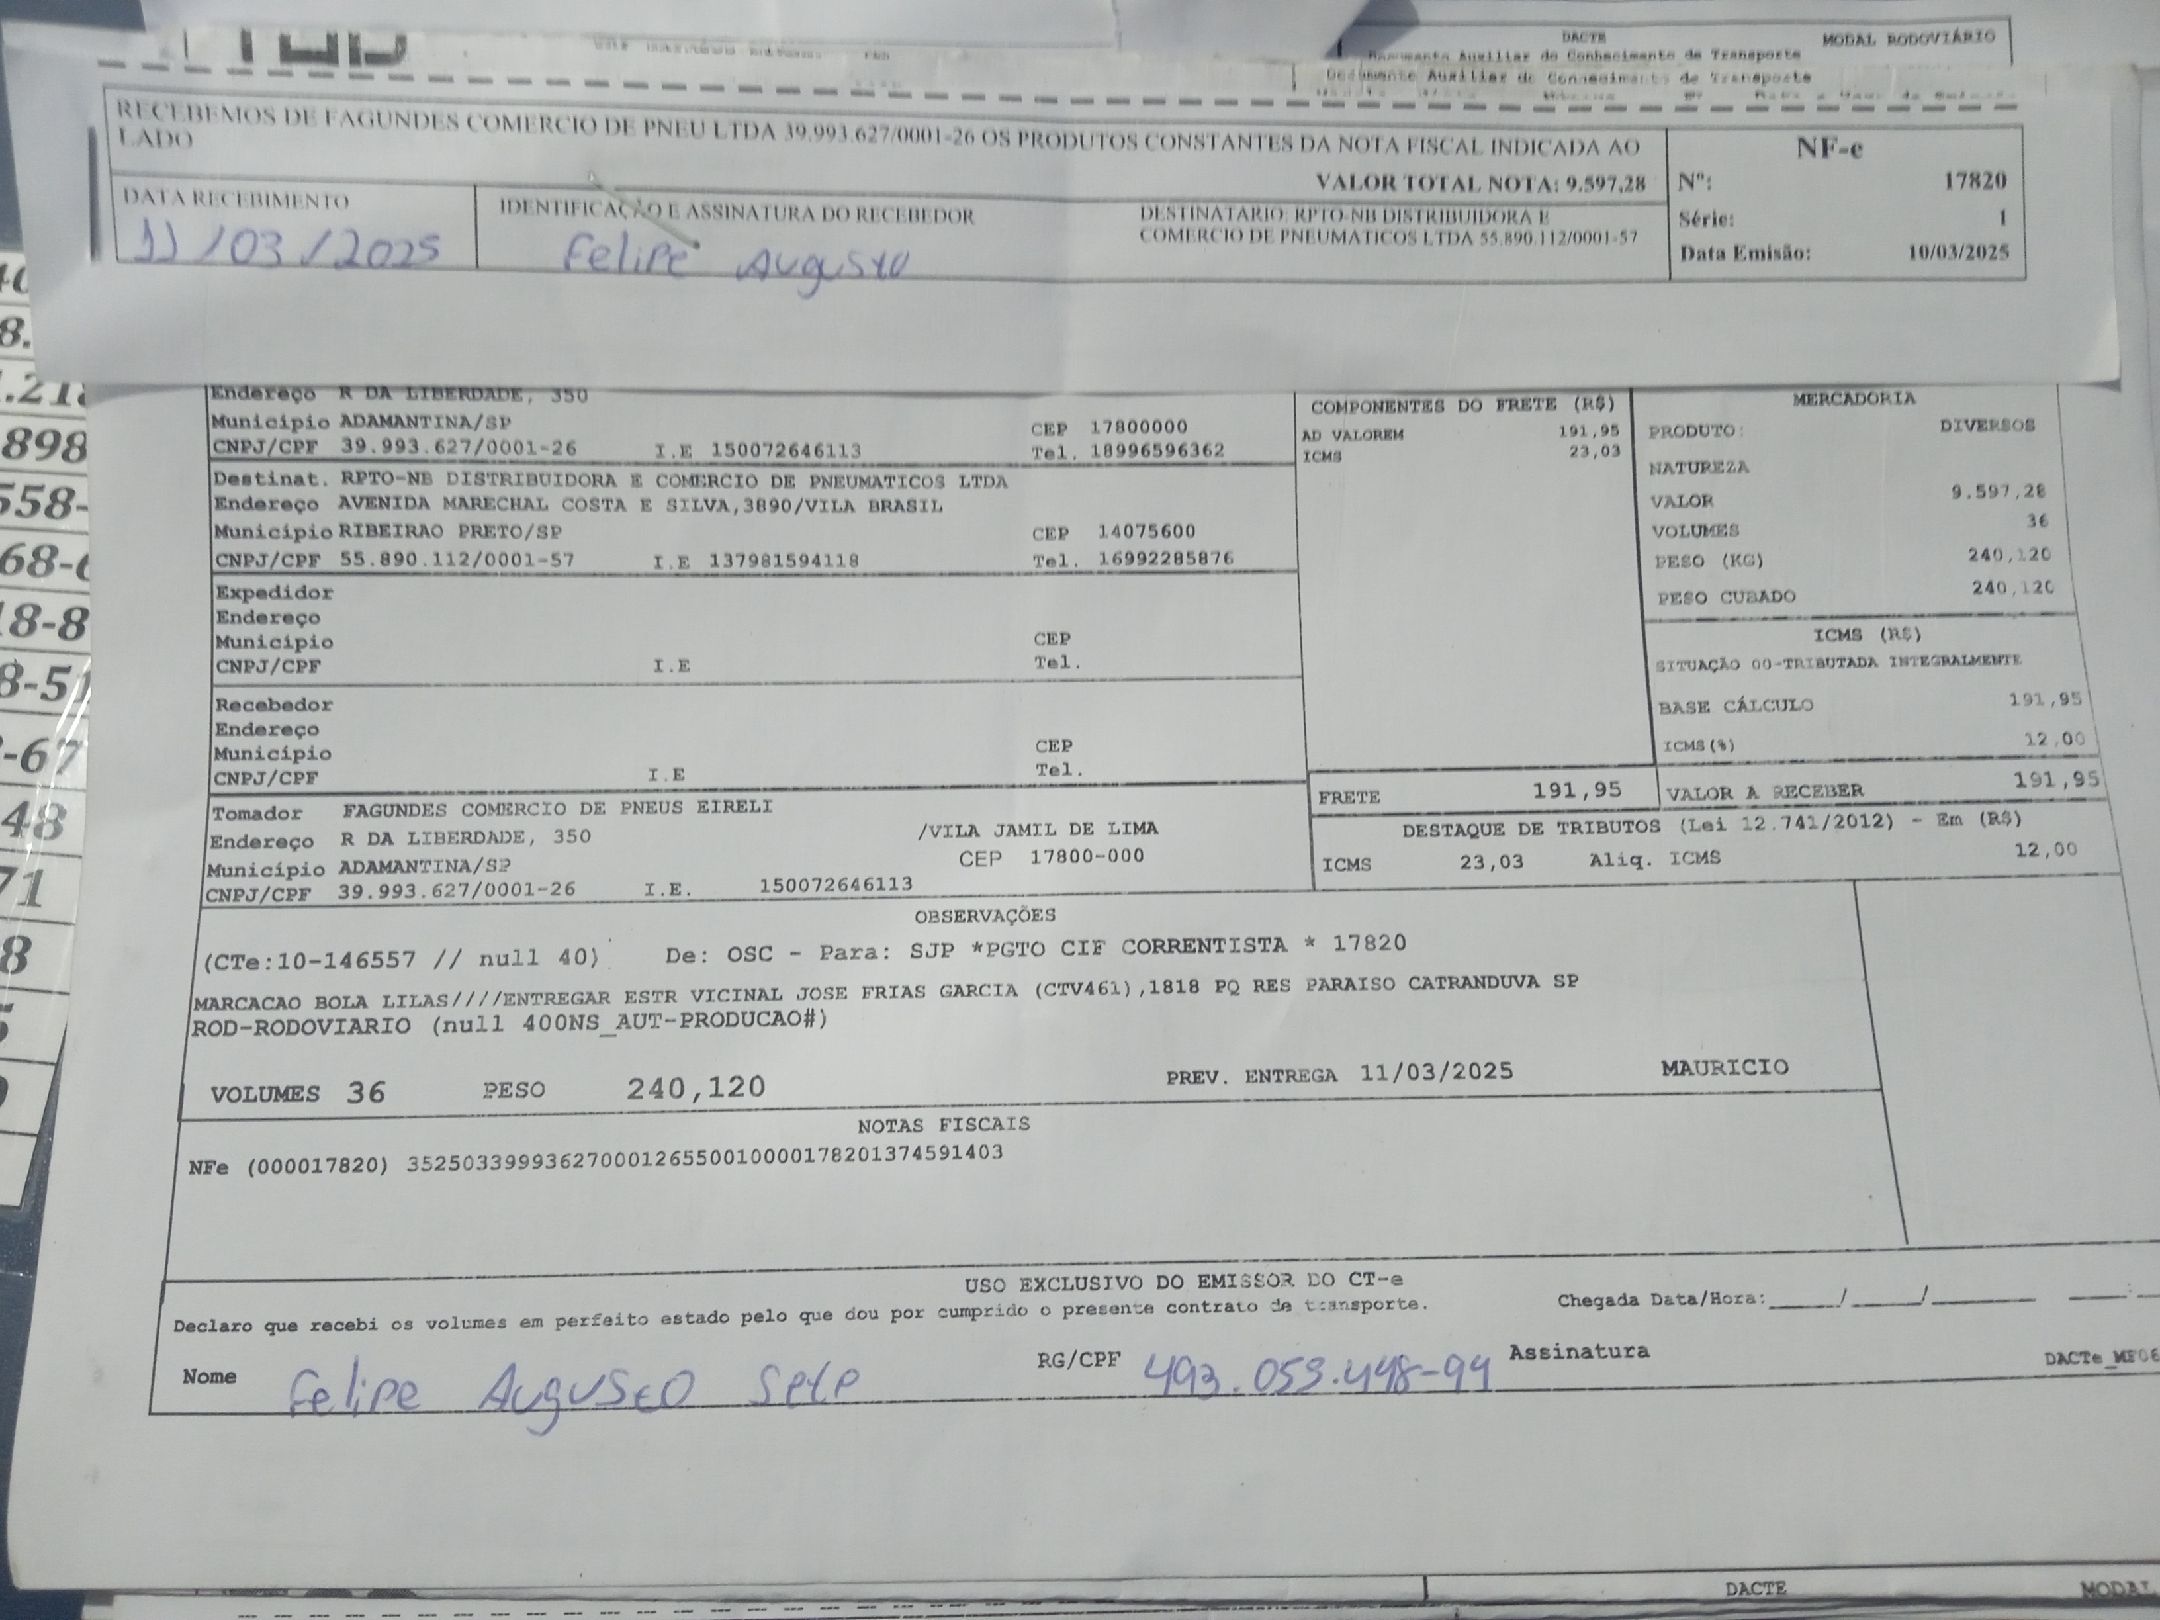 DACTE
MODAL RODOVIÁRIO
Documento Auxiliar do Conhecimento de Transporte
Documento Auxiliar do Conhecimento de Transporte
RECEBEMOS DE FAGUNDES COMERCIO DE PNEU LTDA 39.993.627/0001-26 OS PRODUTOS CONSTANTES DA NOTA FISCAL INDICADA AO
LADO
VALOR TOTAL NOTA: 9.597,28
NF-e
Nº: 17820
Série: 1
Data Emissão: 10/03/2025
DATA RECEBIMENTO
11/03/2025
IDENTIFICAÇÃO E ASSINATURA DO RECEBEDOR
Felipe Augusto
DESTINATARIO: RPTO-NB DISTRIBUIDORA E
COMERCIO DE PNEUMATICOS LTDA 55.890.112/0001-57
Endereço R DA LIBERDADE, 350
Município ADAMANTINA/SP CEP 17800000
CNPJ/CPF 39.993.627/0001-26 I.E 150072646113 Tel. 18996596362
Destinat. RPTO-NB DISTRIBUIDORA E COMERCIO DE PNEUMATICOS LTDA
Endereço AVENIDA MARECHAL COSTA E SILVA,3890/VILA BRASIL
Município RIBEIRAO PRETO/SP CEP 14075600
CNPJ/CPF 55.890.112/0001-57 I.E 137981594118 Tel. 16992285876
Expedidor
Endereço
Município CEP
CNPJ/CPF I.E Tel.
Recebedor
Endereço
Município CEP
CNPJ/CPF I.E Tel.
Tomador FAGUNDES COMERCIO DE PNEUS EIRELI
Endereço R DA LIBERDADE, 350 /VILA JAMIL DE LIMA
Município ADAMANTINA/SP CEP 17800-000
CNPJ/CPF 39.993.627/0001-26 I.E. 150072646113
COMPONENTES DO FRETE (R$)
AD VALOREM 191,95
ICMS 23,03
FRETE 191,95
MERCADORIA
PRODUTO: DIVERSOS
NATUREZA
VALOR 9.597,28
VOLUMES 36
PESO (KG) 240,120
PESO CUBADO 240,120
ICMS (R$)
SITUAÇÃO 00-TRIBUTADA INTEGRALMENTE
BASE CÁLCULO 191,95
ICMS(%) 12,00
VALOR A RECEBER 191,95
DESTAQUE DE TRIBUTOS (Lei 12.741/2012) - Em (R$)
ICMS 23,03 Aliq. ICMS 12,00
OBSERVAÇÕES
(CTe:10-146557 // null 40) De: OSC - Para: SJP *PGTO CIF CORRENTISTA * 17820
MARCACAO BOLA LILAS////ENTREGAR ESTR VICINAL JOSE FRIAS GARCIA (CTV461),1818 PQ RES PARAISO CATRANDUVA SP
ROD-RODOVIARIO (null 400NS_AUT-PRODUCAO#)
VOLUMES 36 PESO 240,120 PREV. ENTREGA 11/03/2025 MAURICIO
NOTAS FISCAIS
NFe (000017820) 35250339993627000126550010000178201374591403
USO EXCLUSIVO DO EMISSOR DO CT-e
Declaro que recebi os volumes em perfeito estado pelo que dou por cumprido o presente contrato de transporte.
Chegada Data/Hora:____/____/________ ____:
Nome Felipe Augusto Sete RG/CPF 493.053.448-94 Assinatura
DACTe_MF06
DACTE
MODAL